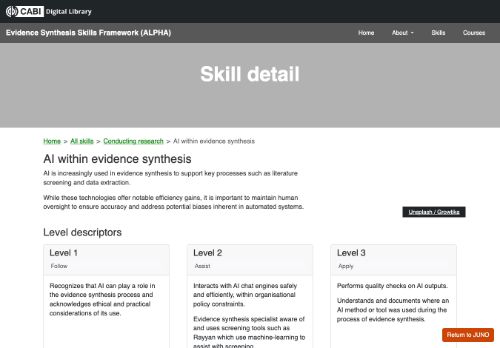 CABI Digital Library
Evidence Synthesis Skills Framework (ALPHA)
Home About Skills Courses
Skill detail
Home > All skills > Conducting research > AI within evidence synthesis
AI within evidence synthesis
AI is increasingly used in evidence synthesis to support key processes such as literature
screening and data extraction.
While these technologies offer notable efficiency gains, it is important to maintain human
oversight to ensure accuracy and address potential biases inherent in automated systems.
Unsplash / Growtika
Level descriptors
Level 1
Follow
Recognizes that AI can play a role in
the evidence synthesis process and
acknowledges ethical and practical
considerations of its use.
Level 2
Assist
Interacts with AI chat engines safely
and efficiently, within organisational
policy constraints.
Evidence synthesis specialist aware of
and uses screening tools such as
Rayyan which use machine-learning to
assist with screening
Level 3
Apply
Performs quality checks on AI outputs.
Understands and documents where an
AI method or tool was used during the
process of evidence synthesis.
Return to JUNO